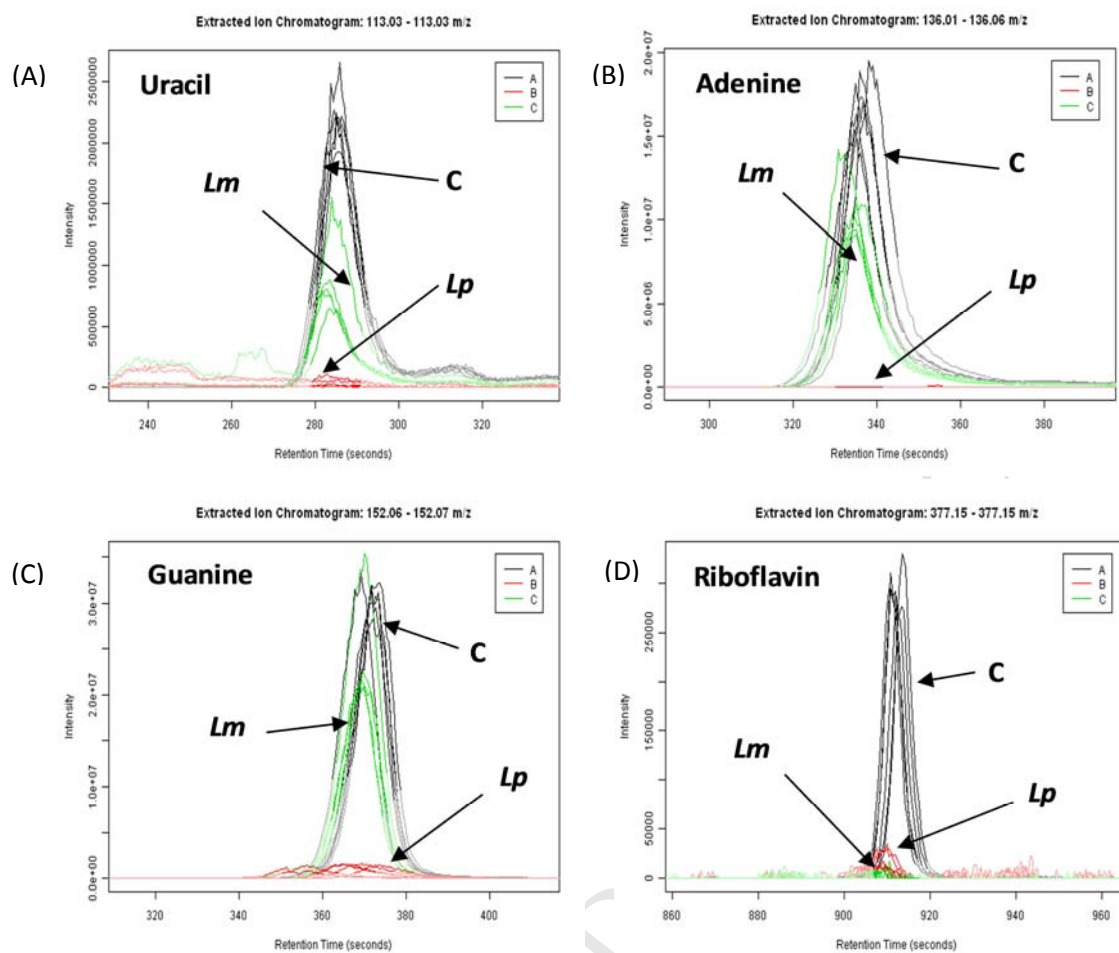 Extracted Ion Chromatogram: 113.03 - 113.03 m/z
(A)
Uracil
A
B
C
C
Lm
Lp
Intensity
0 500000 1000000 1500000 2000000 2500000
240 260 280 300 320
Retention Time (seconds)
Extracted Ion Chromatogram: 136.01 - 136.06 m/z
(B)
Adenine
A
B
C
C
Lm
Lp
Intensity
0.0e+00 5.0e+06 1.0e+07 1.5e+07 2.0e+07
300 320 340 360 380
Retention Time (seconds)
Extracted Ion Chromatogram: 152.06 - 152.07 m/z
(C)
Guanine
A
B
C
C
Lm
Lp
Intensity
0.0e+00 1.0e+07 2.0e+07 3.0e+07
320 340 360 380 400
Retention Time (seconds)
Extracted Ion Chromatogram: 377.15 - 377.15 m/z
(D)
Riboflavin
A
B
C
C
Lm
Lp
Intensity
0 50000 150000 250000
860 880 900 920 940 960
Retention Time (seconds)